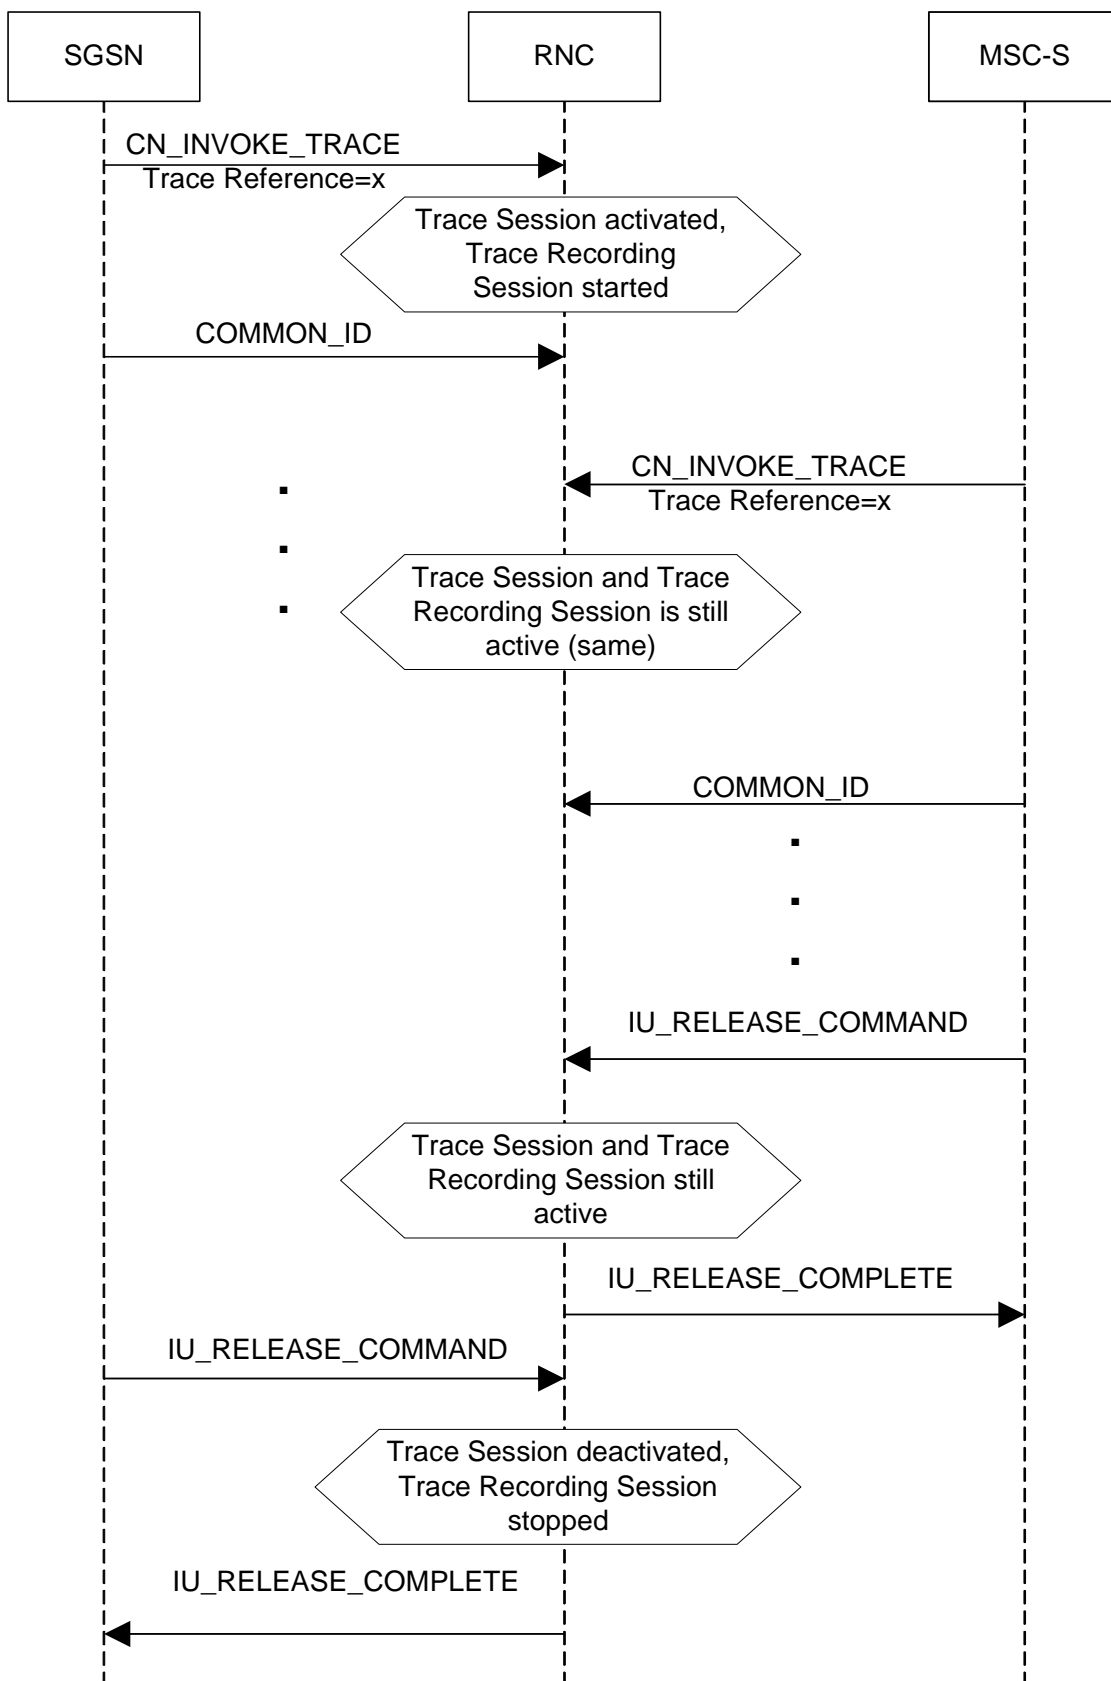 SGSN
RNC
MSC-S
CN_INVOKE_TRACE
Trace Reference=x
Trace Session activated,
Trace Recording
Session started
COMMON_ID
CN_INVOKE_TRACE
Trace Reference=x
Trace Session and Trace
Recording Session is still
active (same)
COMMON_ID
IU_RELEASE_COMMAND
Trace Session and Trace
Recording Session still
active
IU_RELEASE_COMPLETE
IU_RELEASE_COMMAND
Trace Session deactivated,
Trace Recording Session
stopped
IU_RELEASE_COMPLETE